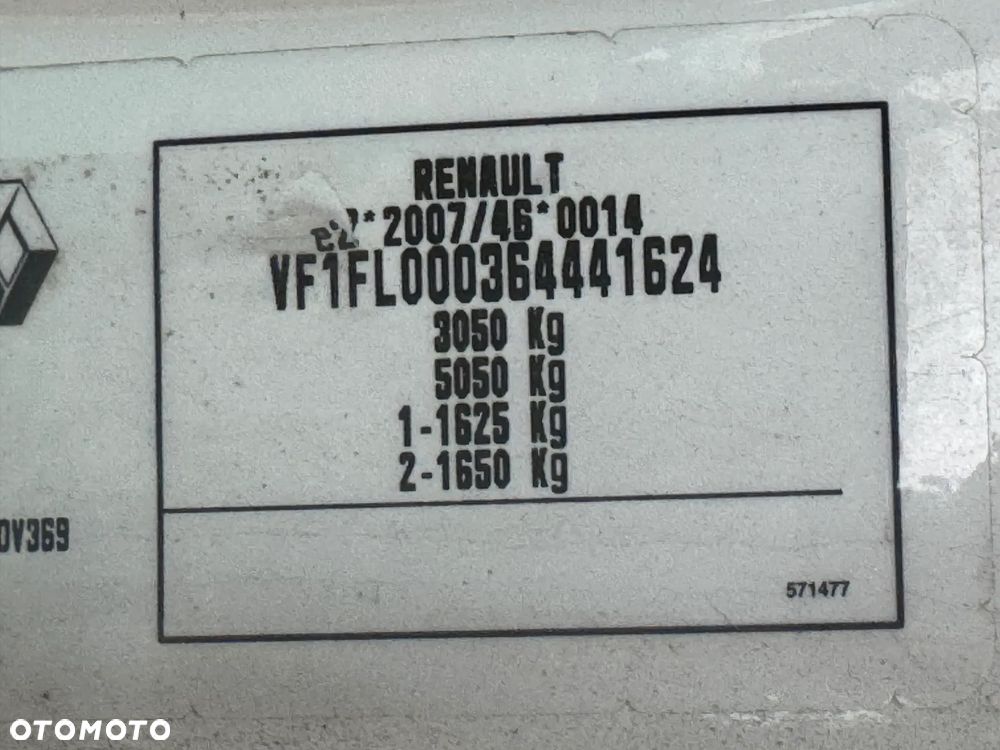 RENAULT
e2*2007/46*0014
VF1FL000364441624
3050 Kg
5050 Kg
1-1625 Kg
2-1650 Kg
0V369
571477
OTOMOTO